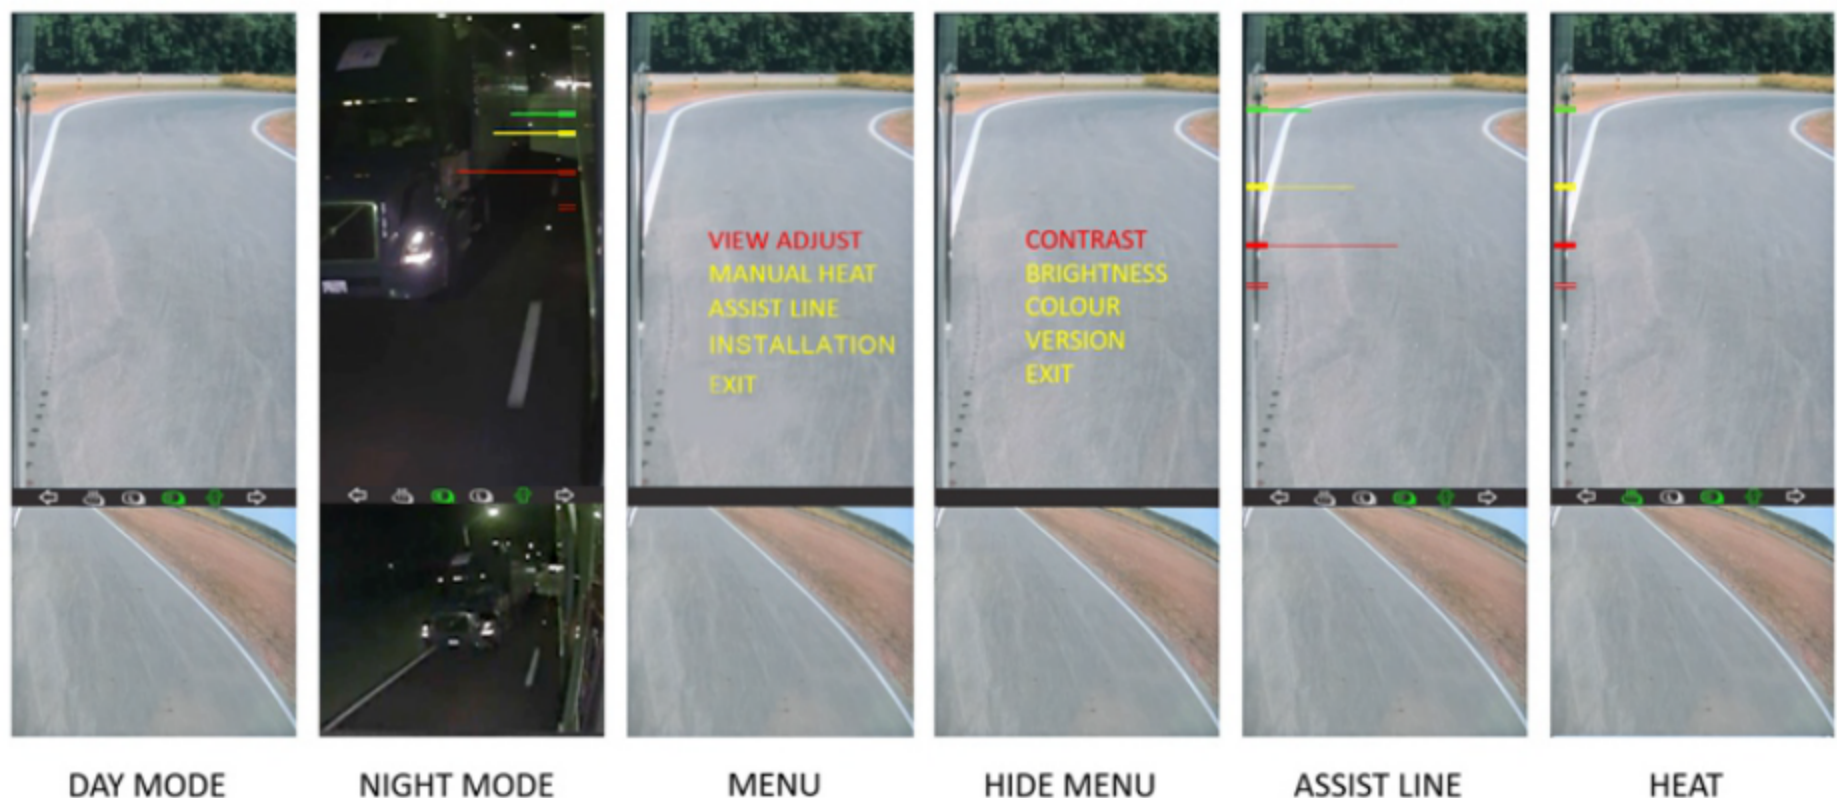 VIEW ADJUST
MANUAL HEAT
ASSIST LINE
INSTALLATION
EXIT
CONTRAST
BRIGHTNESS
COLOUR
VERSION
EXIT
DAY MODE
NIGHT MODE
MENU
HIDE MENU
ASSIST LINE
HEAT